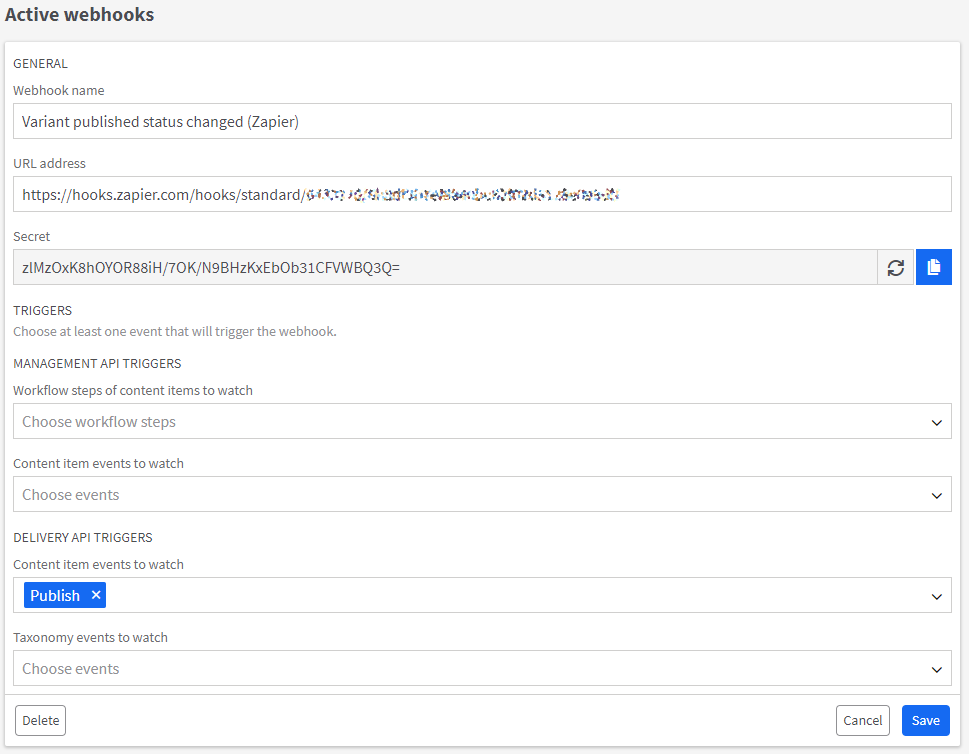 Active webhooks
GENERAL
Webhook name
Variant published status changed (Zapier)
URL address
https://hooks.zapier.com/hooks/standard/
Secret
zlMzOxK8hOYOR88iH/7OK/N9BHzKxEbOb31CFVWBQ3Q=
TRIGGERS
Choose at least one event that will trigger the webhook.
MANAGEMENT API TRIGGERS
Workflow steps of content items to watch
Choose workflow steps
Content item events to watch
Choose events
DELIVERY API TRIGGERS
Content item events to watch
Publish ×
Taxonomy events to watch
Choose events
Delete Cancel Save